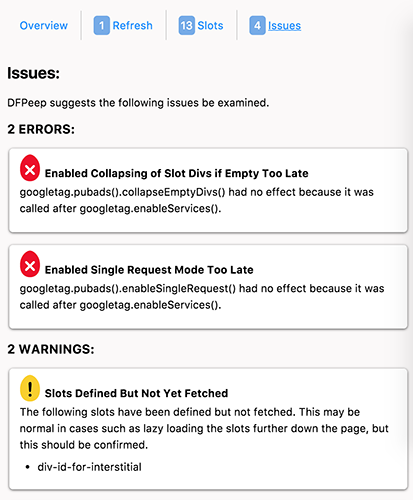 Overview 1 Refresh 13 Slots 4 Issues
Issues:
DFPeep suggests the following issues be examined.
2 ERRORS:
Enabled Collapsing of Slot Divs if Empty Too Late
googletag.pubads().collapseEmptyDivs() had no effect because it was
called after googletag.enableServices().
Enabled Single Request Mode Too Late
googletag.pubads().enableSingleRequest() had no effect because it was
called after googletag.enableServices().
2 WARNINGS:
! Slots Defined But Not Yet Fetched
The following slots have been defined but not fetched. This may be
normal in cases such as lazy loading the slots further down the page, but
this should be confirmed.
• div-id-for-interstitial